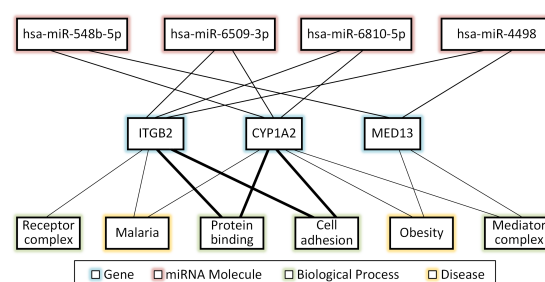 hsa-miR-548b-5p hsa-miR-6509-3p hsa-miR-6810-5p hsa-miR-4498
ITGB2 CYP1A2 MED13
Receptor complex
Malaria
Protein binding
Cell adhesion
Obesity
Mediator complex
Gene miRNA Molecule Biological Process Disease